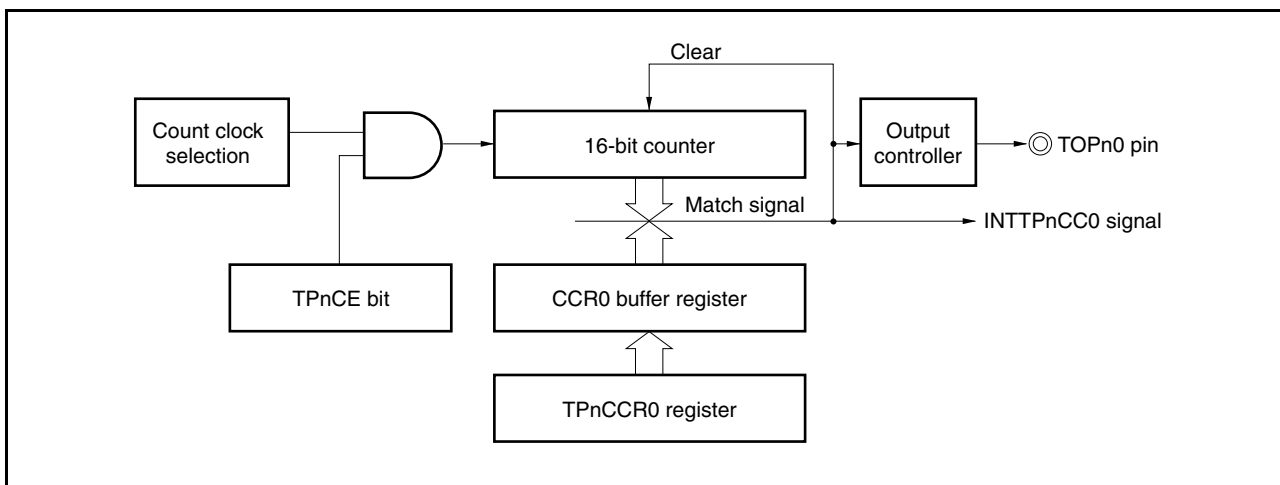 Clear
Count clock
selection
16-bit counter
Output
controller
TOPn0 pin
Match signal
INTTPnCC0 signal
TPnCE bit
CCR0 buffer register
TPnCCR0 register